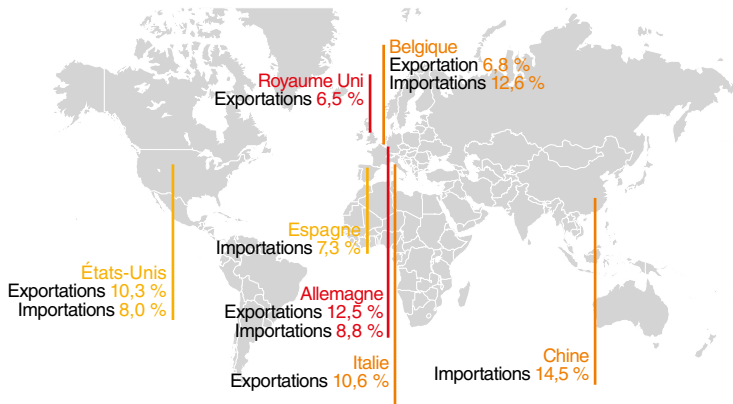 Belgique
Exportation 6,8 %
Importations 12,6 %
Royaume Uni
Exportations 6,5 %
Espagne
Importations 7,3 %
États-Unis
Exportations 10,3 %
Importations 8,0 %
Allemagne
Exportations 12,5 %
Importations 8,8 %
Italie
Exportations 10,6 %
Chine
Importations 14,5 %